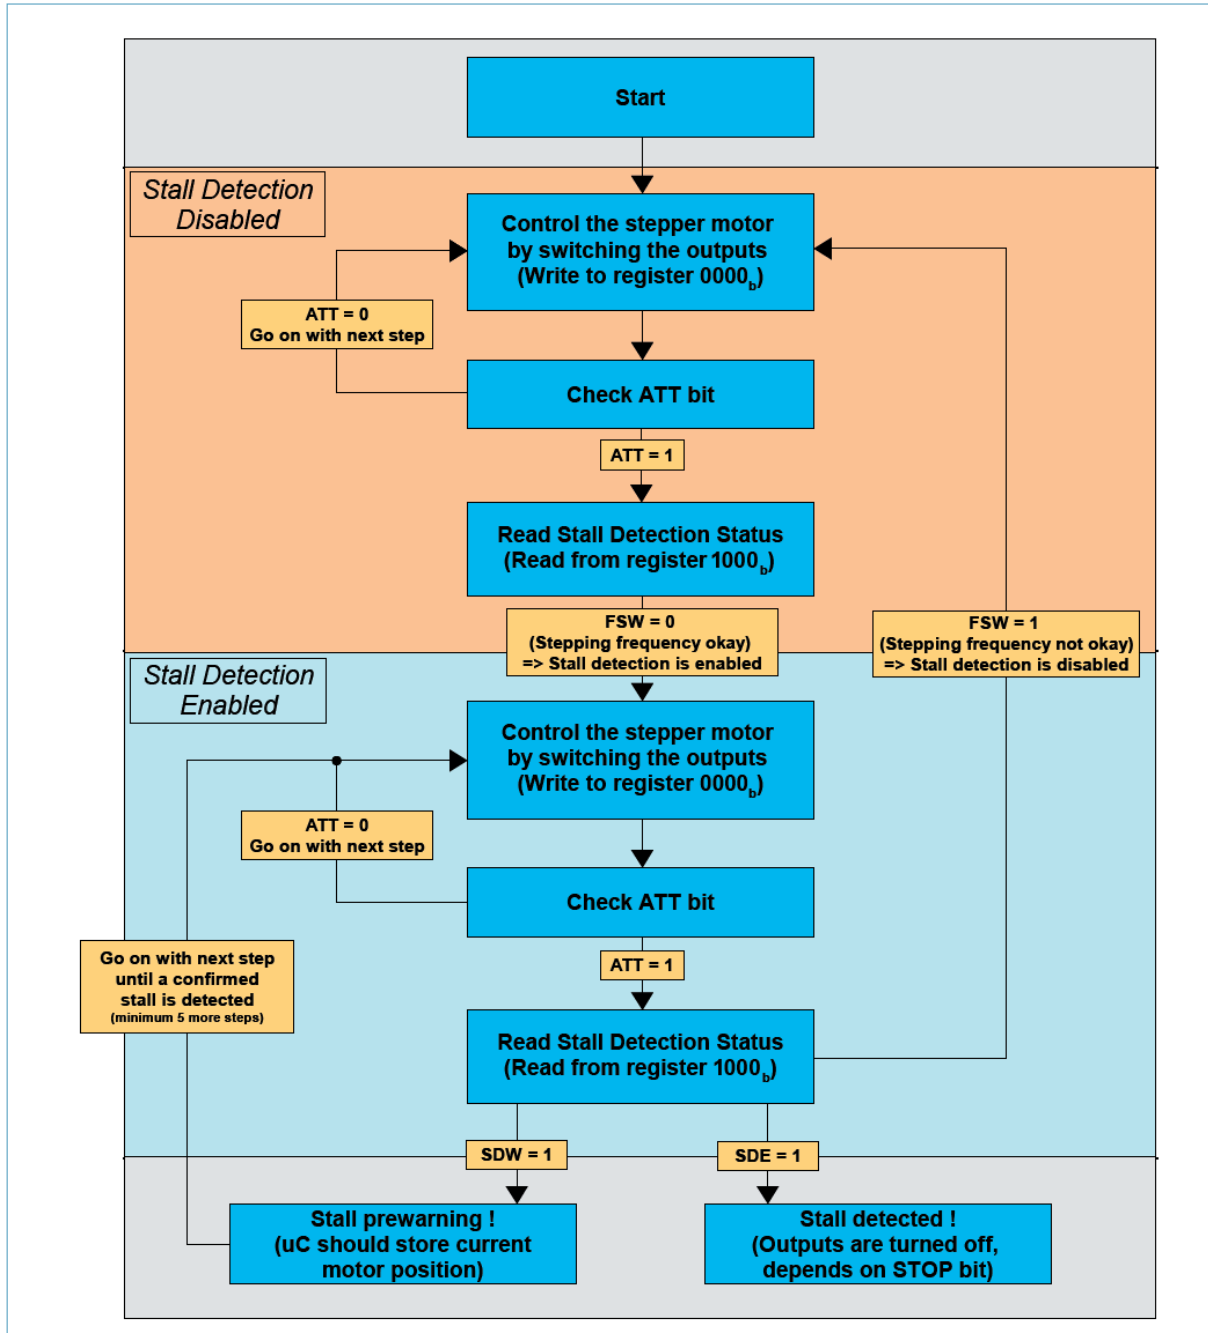 Start
Stall Detection
Disabled
Control the stepper motor
by switching the outputs
(Write to register 0000b)
ATT = 0
Go on with next step
Check ATT bit
ATT = 1
Read Stall Detection Status
(Read from register 1000b)
FSW = 0
(Stepping frequency okay)
=> Stall detection is enabled
FSW = 1
(Stepping frequency not okay)
=> Stall detection is disabled
Stall Detection
Enabled
Control the stepper motor
by switching the outputs
(Write to register 0000b)
ATT = 0
Go on with next step
Check ATT bit
Go on with next step
until a confirmed
stall is detected
(minimum 5 more steps)
ATT = 1
Read Stall Detection Status
(Read from register 1000b)
SDW = 1
SDE = 1
Stall prewarning !
(uC should store current
motor position)
Stall detected !
(Outputs are turned off,
depends on STOP bit)